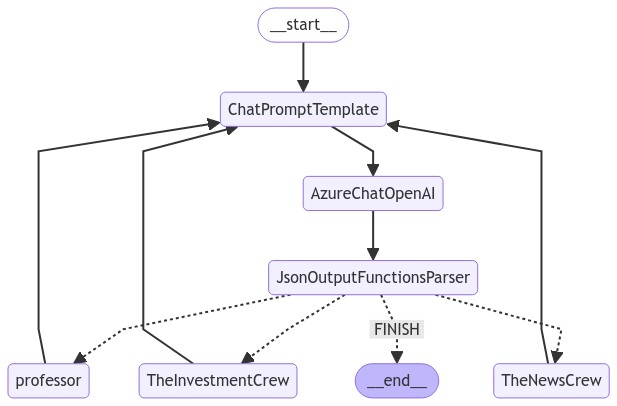 __start__
ChatPromptTemplate
AzureChatOpenAI
JsonOutputFunctionsParser
FINISH
professor
TheInvestmentCrew
__end__
TheNewsCrew